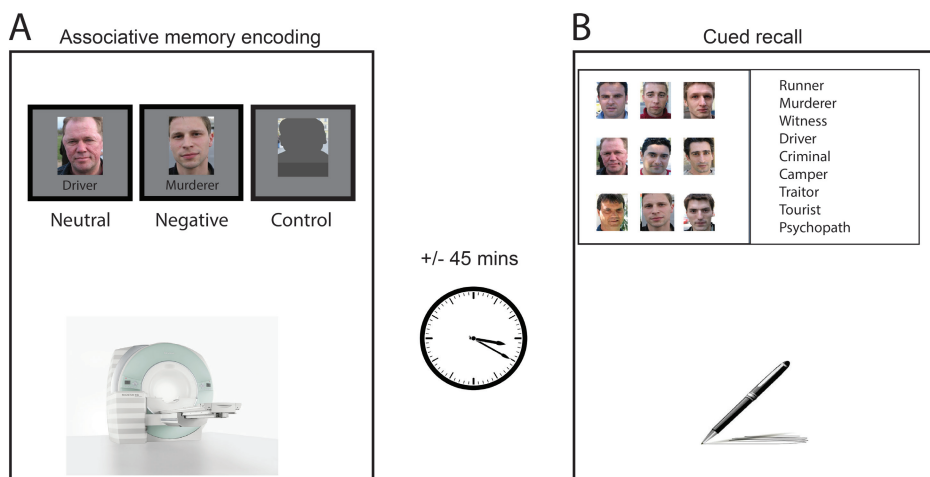 A
Associative memory encoding
Driver
Murderer
Neutral
Negative
Control
+/- 45 mins
B
Cued recall
Runner
Murderer
Witness
Driver
Criminal
Camper
Traitor
Tourist
Psychopath